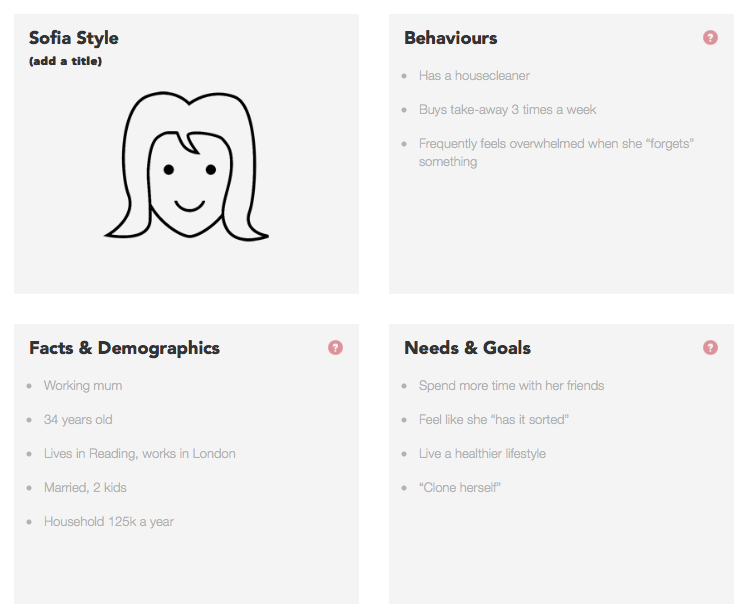 Sofia Style
(add a title)
Behaviours
?
Has a housecleaner
Buys take-away 3 times a week
Frequently feels overwhelmed when she “forgets”
something
Facts & Demographics
?
Working mum
34 years old
Lives in Reading, works in London
Married, 2 kids
Household 125k a year
Needs & Goals
?
Spend more time with her friends
Feel like she “has it sorted”
Live a healthier lifestyle
“Clone herself”